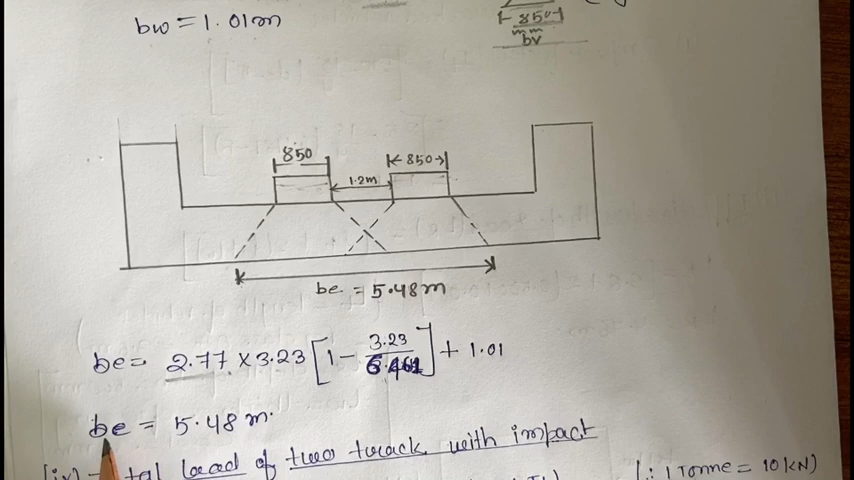 bw = 1.01m
850
mm
bv
850
850
1.2m
be = 5.48m
be = 2.77 x 3.23 [1 - 3.23/6.461] + 1.01
be = 5.48 m.
load of two track with impact
(∵ 1 Tonne = 10 kN)